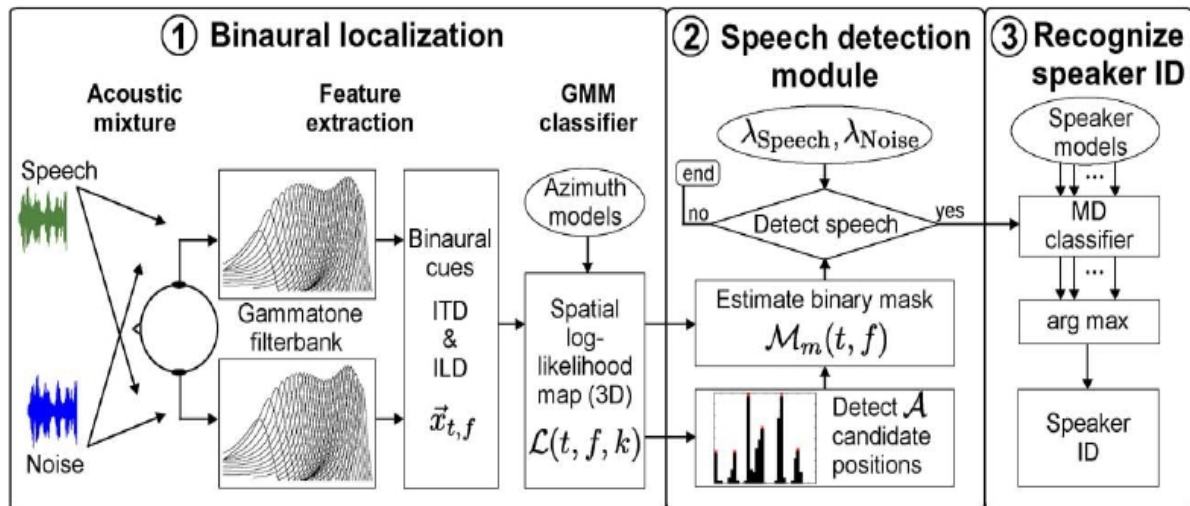 ① Binaural localization
Acoustic
mixture
Feature
extraction
GMM
classifier
Speech
Noise
Gammatone
filterbank
Binaural
cues
ITD
&
ILD
x⃗ₜ,f
Azimuth
models
Spatial
log-
likelihood
map (3D)
ℒ(t, f, k)
② Speech detection
module
λSpeech, λNoise
end
no
Detect speech
yes
Estimate binary mask
ℳₘ(t, f)
Detect 𝒜
candidate
positions
③ Recognize
speaker ID
Speaker
models
...
MD
classifier
...
arg max
Speaker
ID